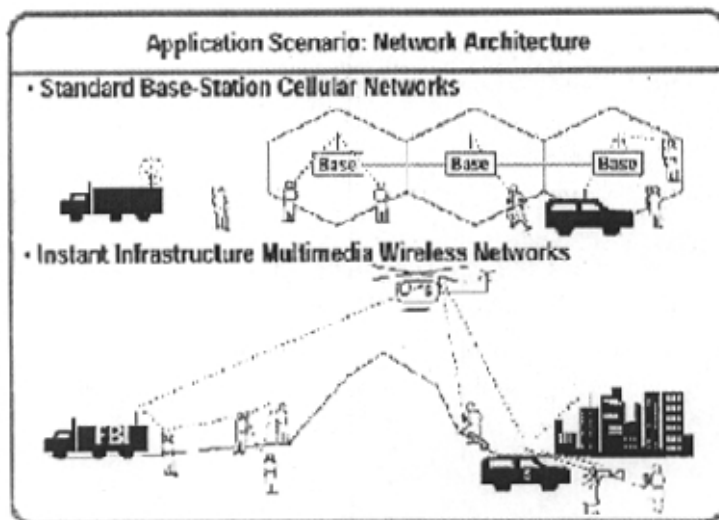 Application Scenario: Network Architecture
· Standard Base-Station Cellular Networks
Base Base Base
· Instant Infrastructure Multimedia Wireless Networks
FBI